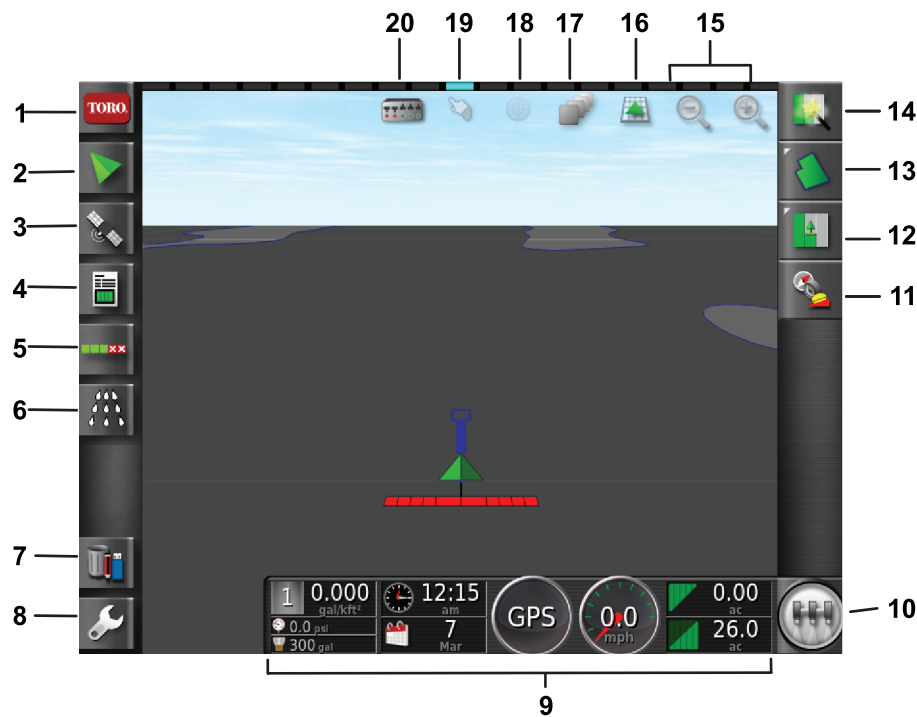 20 19 18 17 16 15
1 TORO. 14
2 13
3 12
4 11
5
6
7
8
1 0.000 gal/kft²
0.0 psi
300 gal
12:15 am
7 Mar
GPS
0.0 mph
0.00 ac
26.0 ac
10
9